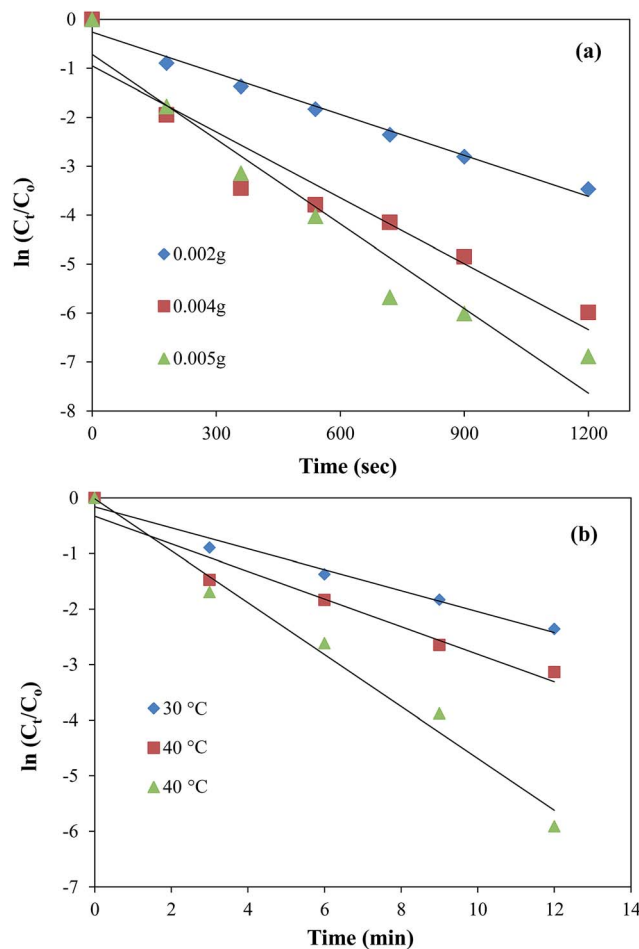 0
(a)
-1
-2
-3
-4
-5
-6
-7
-8
ln (Ct/Co)
0.002g
0.004g
0.005g
0 300 600 900 1200
Time (sec)
0
(b)
-1
-2
-3
-4
-5
-6
-7
ln (Ct/Co)
30 °C
40 °C
40 °C
0 2 4 6 8 10 12 14
Time (min)